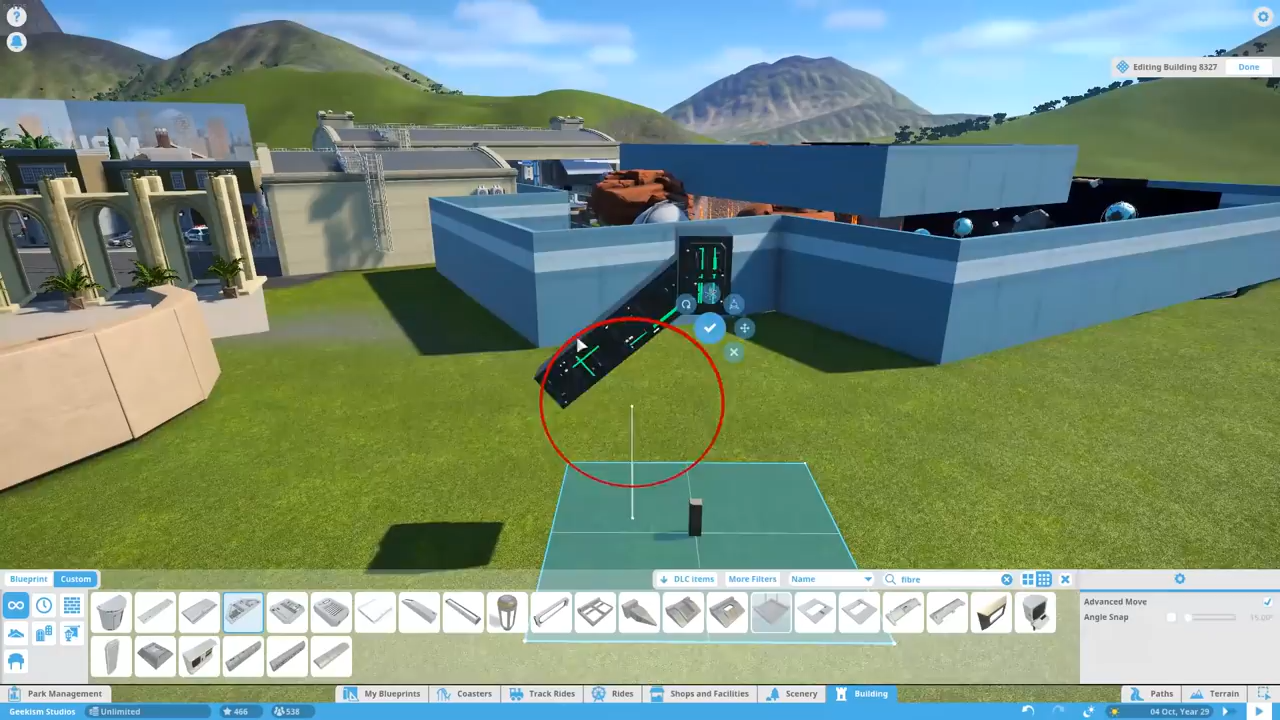 Editing Building 8327 Done
Blueprint Custom
DLC items More Filters Name fibre
Advanced Move
Angle Snap 15.00°
Park Management
My Blueprints Coasters Track Rides Rides Shops and Facilities Scenery Building Paths Terrain
Geekism Studios Unlimited 466 538 04 Oct, Year 29